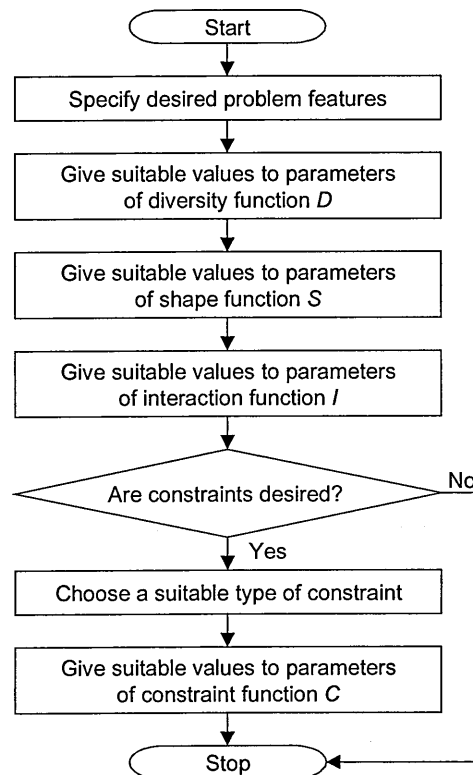 Start
Specify desired problem features
Give suitable values to parameters
of diversity function D
Give suitable values to parameters
of shape function S
Give suitable values to parameters
of interaction function I
Are constraints desired?
No
Yes
Choose a suitable type of constraint
Give suitable values to parameters
of constraint function C
Stop